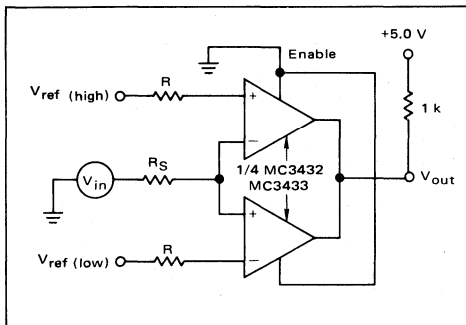 +5.0 V
Enable
R
V_ref (high)
+
1 k
−
R_S
1/4 MC3432
MC3433
V_in
V_out
+
R
V_ref (low)
−